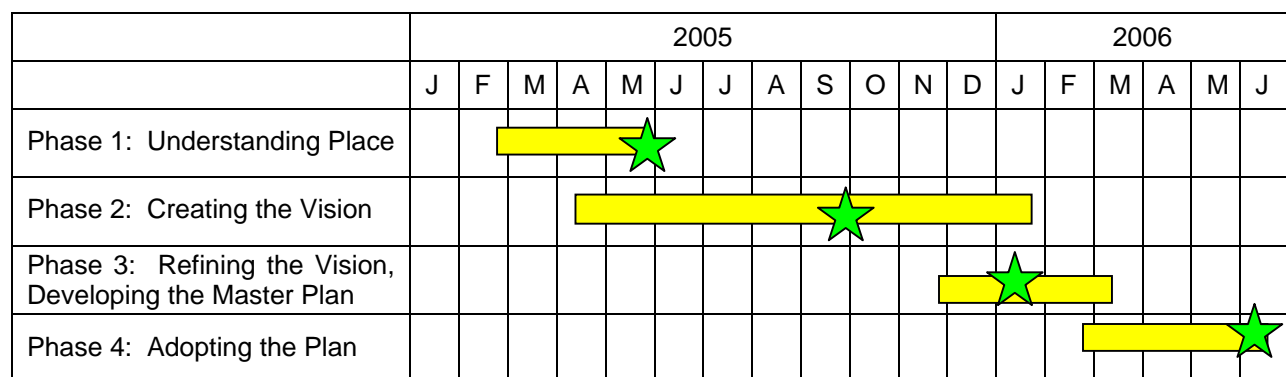 2005 2006
J F M A M J J A S O N D J F M A M J
Phase 1: Understanding Place
Phase 2: Creating the Vision
Phase 3: Refining the Vision,
Developing the Master Plan
Phase 4: Adopting the Plan